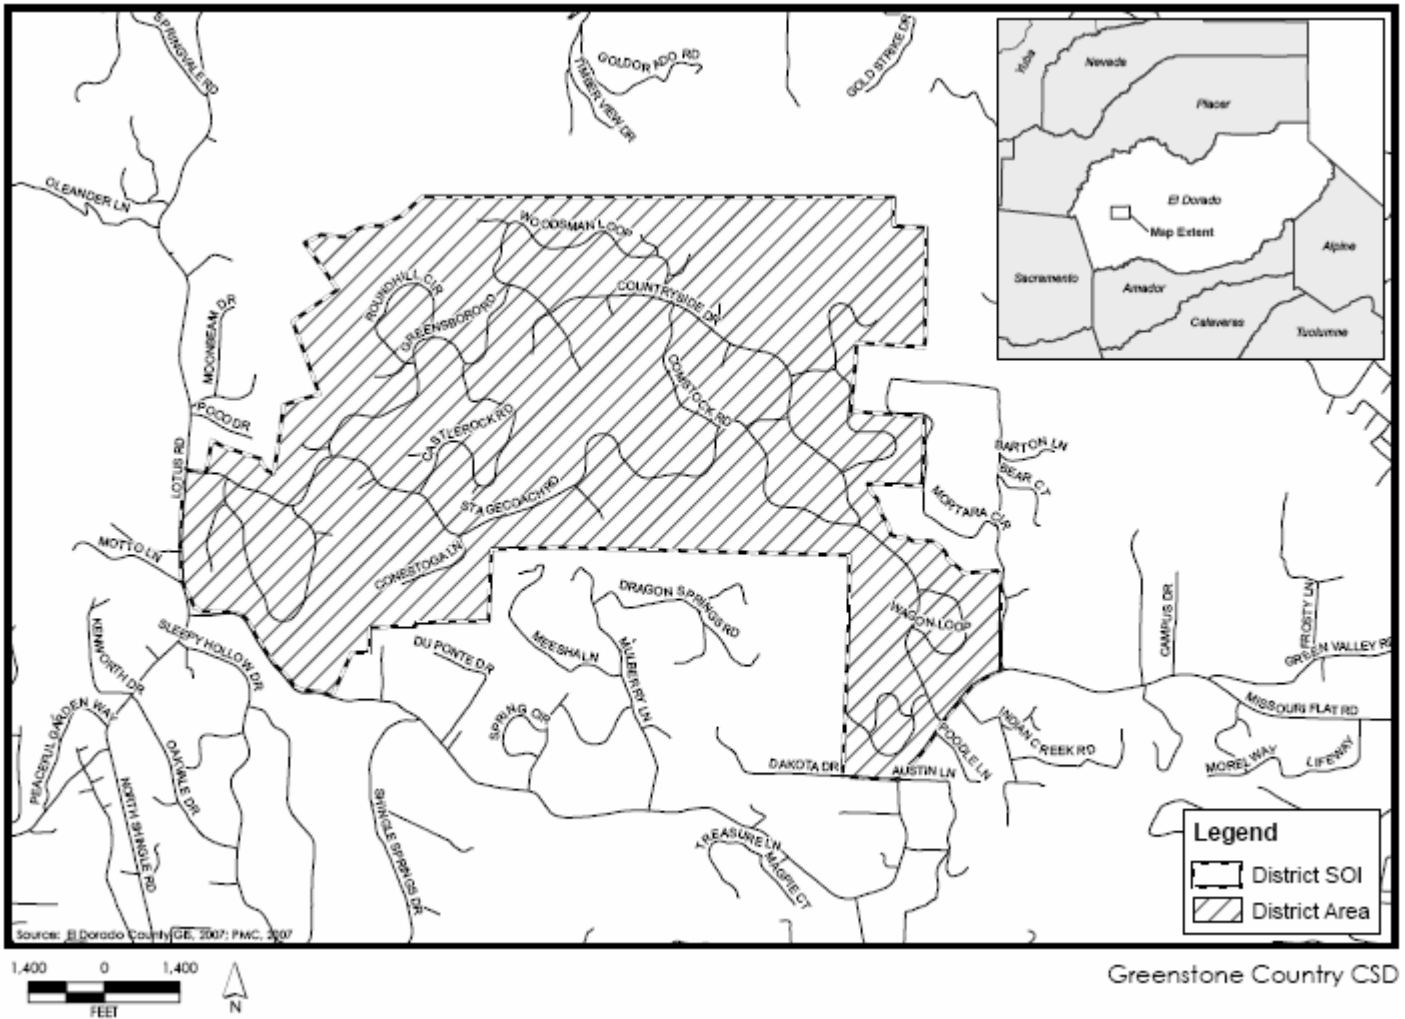 SPRINGVALE RD
TIMBER VIEW DR
GOLDORADO RD
GOLD STRIKE DR
Yuba
Nevada
Placer
El Dorado
Map Extent
Alpine
Sacramento
Amador
Calaveras
Tuolumne
OLEANDER LN
WOODSMAN LOOP
ROUNDHILL CIR
GREENSBORO RD
COUNTRYSIDE DR
MOONBEAM DR
COMSTOCK RD
POCO DR
CASTLEROCK RD
LOTUS RD
BARTON LN
BEAR CT
STAGECOACH RD
MORTARA CIR
MOTTO LN
CONESTOGA LN
DRAGON SPRINGS RD
CAMPUS DR
FROSTY LN
WAGON LOOP
KENWORTH DR
SLEEPY HOLLOW DR
DU PONTE DR
MEESHA LN
MULBERRY LN
GREEN VALLEY RD
MISSOURI FLAT RD
PEACEFUL GARDEN WAY
SPRING CIR
INDIAN CREEK RD
POODLE LN
OAKVALE DR
DAKOTA DR
AUSTIN LN
MOREL WAY
LIFEWAY
NORTH SHINGLE RD
SHINGLE SPRINGS DR
TREASURE LN
MAGPIE CT
Legend
District SOI
District Area
Source: El Dorado County GIS, 2007; PMC, 2007
1,400 0 1,400
FEET
N
Greenstone Country CSD